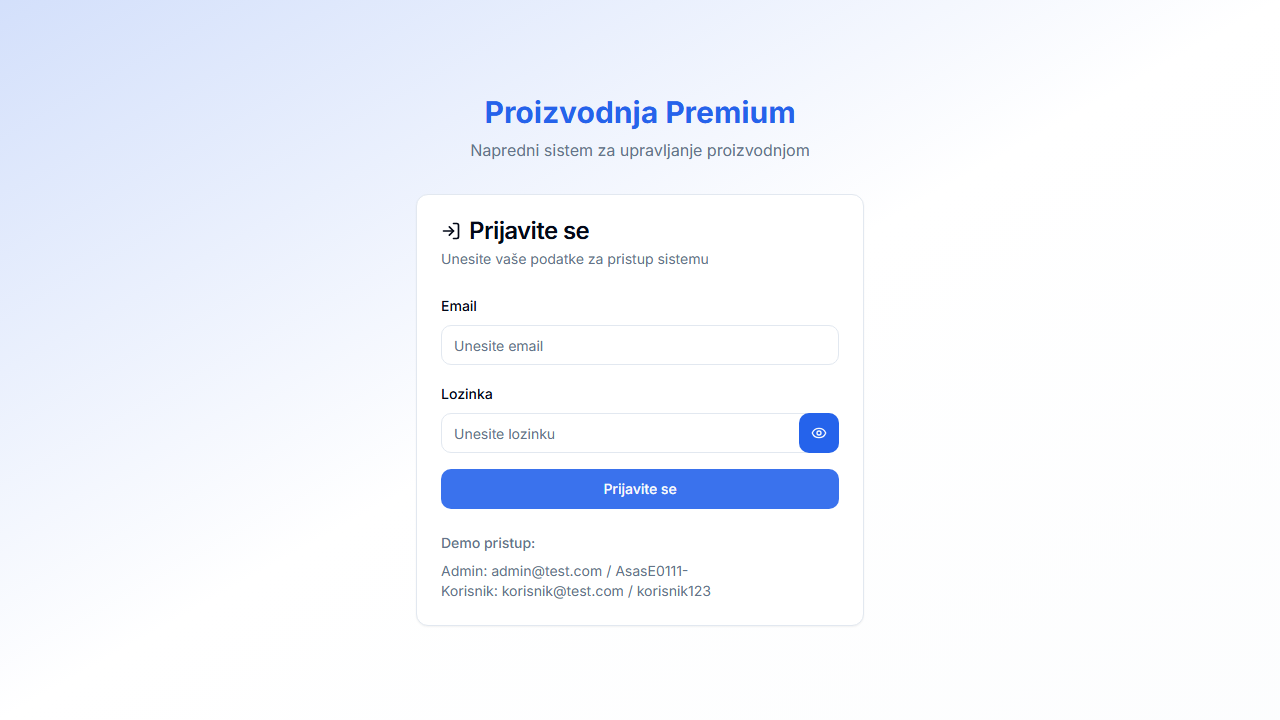 Proizvodnja Premium
Napredni sistem za upravljanje proizvodnjom
Prijavite se
Unesite vaše podatke za pristup sistemu
Email
Unesite email
Lozinka
Unesite lozinku
Prijavite se
Demo pristup:
Admin: admin@test.com / AsasE0111-
Korisnik: korisnik@test.com / korisnik123